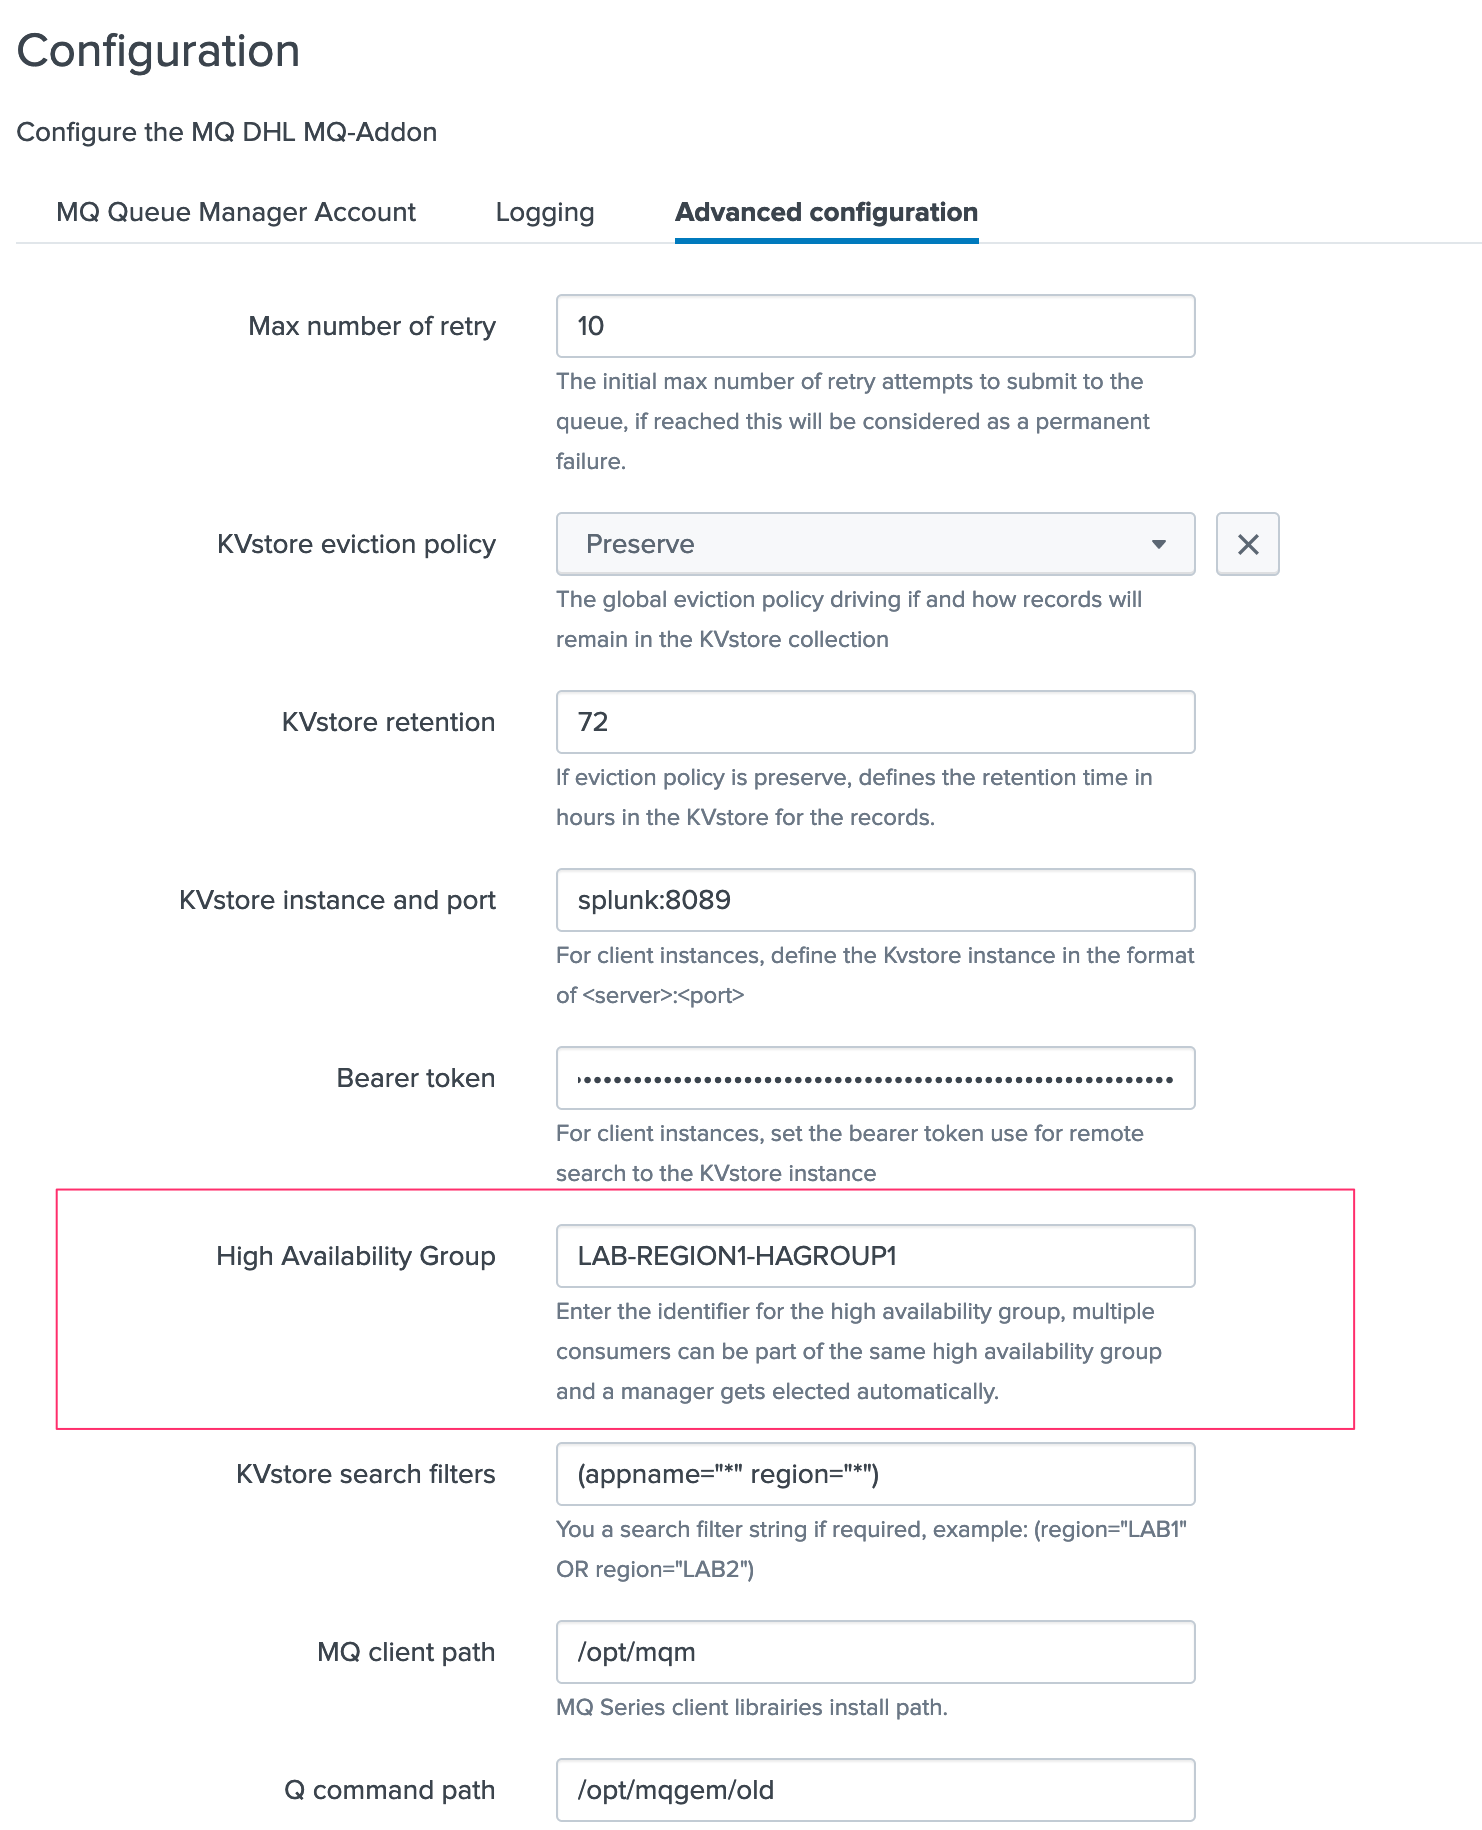 Configuration
Configure the MQ DHL MQ-Addon
MQ Queue Manager Account Logging Advanced configuration
Max number of retry 10
The initial max number of retry attempts to submit to the
queue, if reached this will be considered as a permanent
failure.
KVstore eviction policy Preserve
The global eviction policy driving if and how records will
remain in the KVstore collection
KVstore retention 72
If eviction policy is preserve, defines the retention time in
hours in the KVstore for the records.
KVstore instance and port splunk:8089
For client instances, define the Kvstore instance in the format
of <server>:<port>
Bearer token
For client instances, set the bearer token use for remote
search to the KVstore instance
High Availability Group LAB-REGION1-HAGROUP1
Enter the identifier for the high availability group, multiple
consumers can be part of the same high availability group
and a manager gets elected automatically.
KVstore search filters (appname="*" region="*")
You a search filter string if required, example: (region="LAB1"
OR region="LAB2")
MQ client path /opt/mqm
MQ Series client librairies install path.
Q command path /opt/mqgem/old